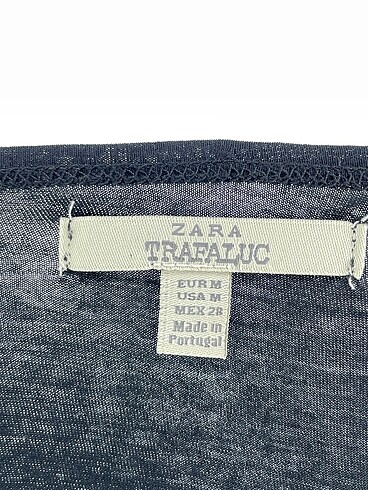 ZARA
TRAFALUC
EUR M
USA M
MEX 28
Made in
Portugal